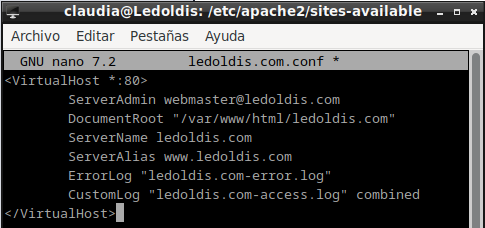 claudia@Ledoldis: /etc/apache2/sites-available
Archivo Editar Pestañas Ayuda
GNU nano 7.2 ledoldis.com.conf *
<VirtualHost *:80>
ServerAdmin webmaster@ledoldis.com
DocumentRoot "/var/www/html/ledoldis.com"
ServerName ledoldis.com
ServerAlias www.ledoldis.com
ErrorLog "ledoldis.com-error.log"
CustomLog "ledoldis.com-access.log" combined
</VirtualHost>